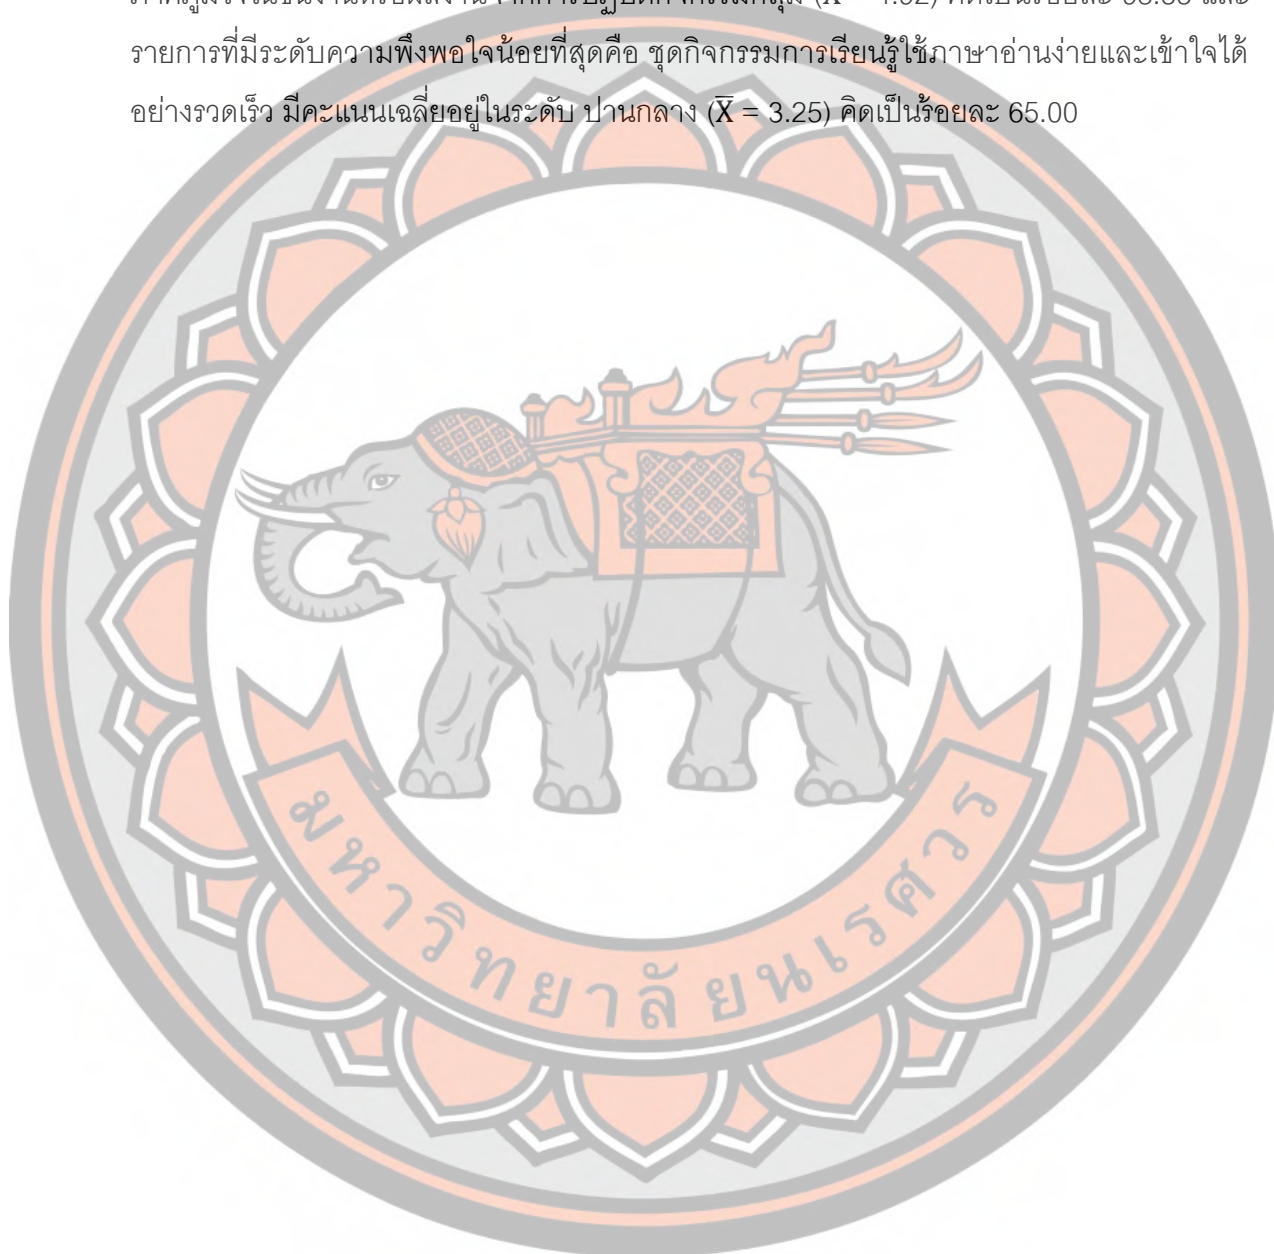 รายการที่มีระดับความพึงพอใจน้อยที่สุดคือ ชุดกิจกรรมการเรียนรู้ใช้ภาษาอ่านง่ายและเข้าใจได้
อย่างรวดเร็ว มีคะแนนเฉลี่ยอยู่ในระดับ ปานกลาง (X̅ = 3.25) คิดเป็นร้อยละ 65.00
มหาวิทยาลัยนเรศวร